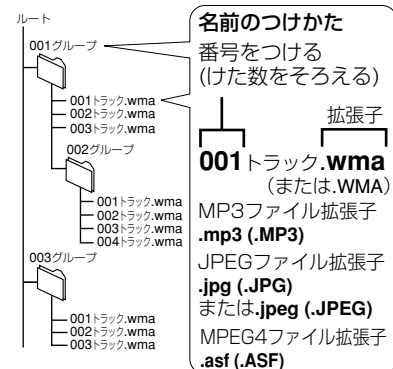 ルート
001グループ
001トラック.wma
002トラック.wma
003トラック.wma
002グループ
001トラック.wma
002トラック.wma
003トラック.wma
004トラック.wma
003グループ
001トラック.wma
002トラック.wma
003トラック.wma
名前のつけかた
番号をつける
(けた数をそろえる)
拡張子
001トラック.wma
(または.WMA)
MP3ファイル拡張子
.mp3 (.MP3)
JPEGファイル拡張子
.jpg (.JPG)
または.jpeg (.JPEG)
MPEG4ファイル拡張子
.asf (.ASF)